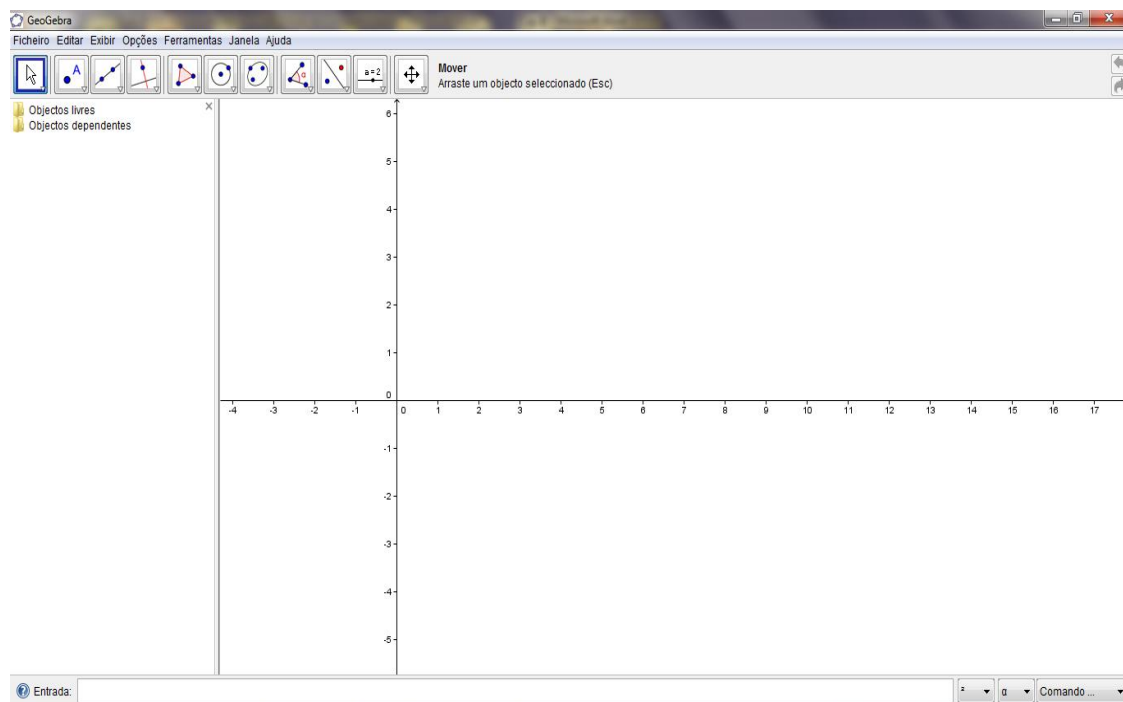 GeoGebra
Ficheiro Editar Exibir Opções Ferramentas Janela Ajuda
A
α
a=2
Mover
Arraste um objecto seleccionado (Esc)
Objectos livres
Objectos dependentes
6
5
4
3
2
1
0
-4 -3 -2 -1 0 1 2 3 4 5 6 7 8 9 10 11 12 13 14 15 16 17
-1
-2
-3
-4
-5
Entrada: ² α Comando ...